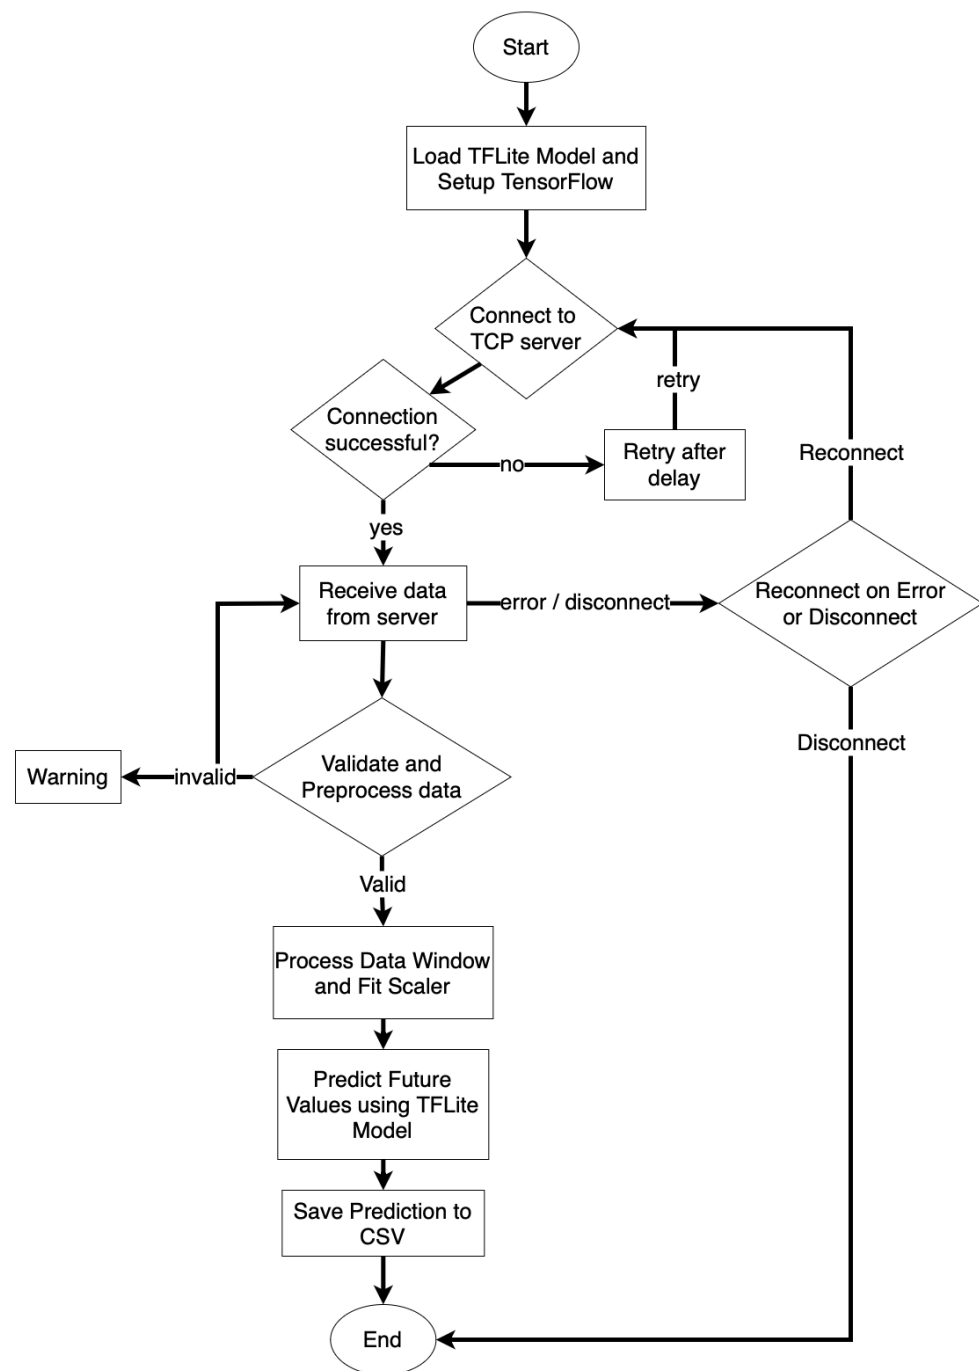 Start
Load TFLite Model and
Setup TensorFlow
Connect to
TCP server
retry
Connection
successful?
no
Retry after
delay
Reconnect
yes
Receive data
from server
error / disconnect
Reconnect on Error
or Disconnect
Disconnect
Warning
invalid
Validate and
Preprocess data
Valid
Process Data Window
and Fit Scaler
Predict Future
Values using TFLite
Model
Save Prediction to
CSV
End